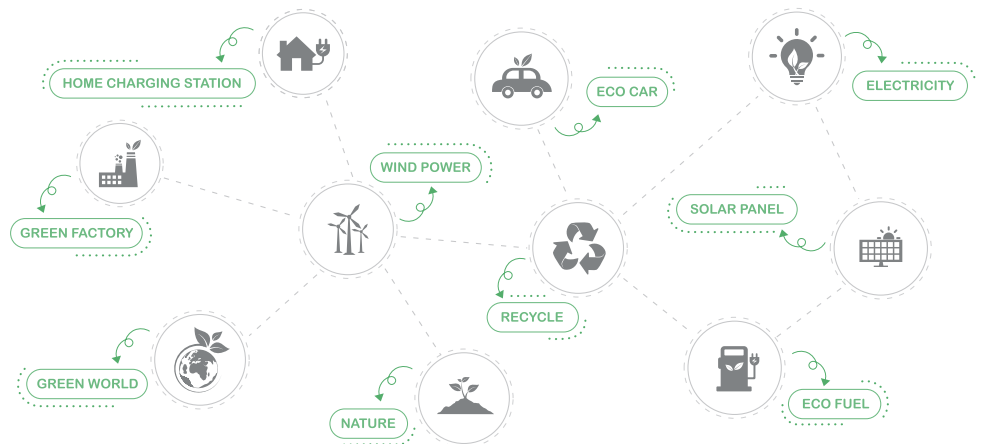 HOME CHARGING STATION
ECO CAR
ELECTRICITY
WIND POWER
GREEN FACTORY
SOLAR PANEL
RECYCLE
GREEN WORLD
NATURE
ECO FUEL